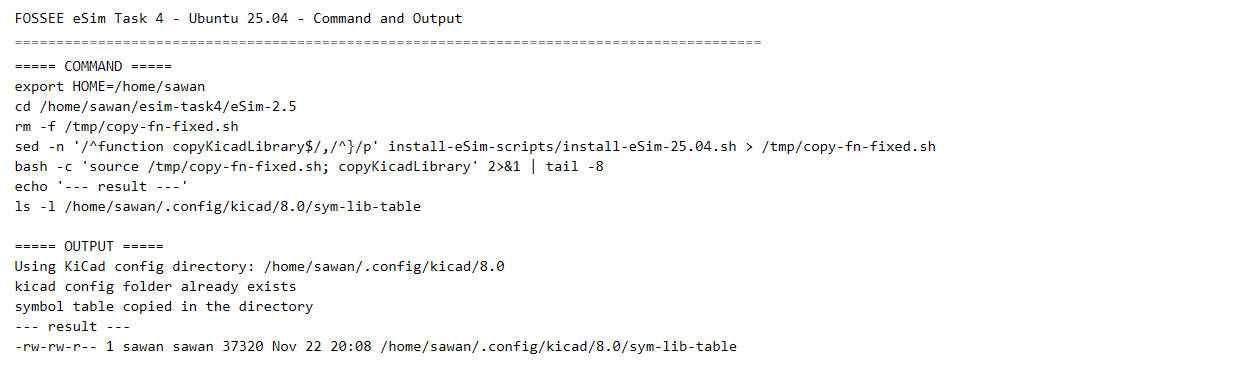 FOSSEE eSim Task 4 - Ubuntu 25.04 - Command and Output
==========================================================================================
===== COMMAND =====
export HOME=/home/sawan
cd /home/sawan/esim-task4/eSim-2.5
rm -f /tmp/copy-fn-fixed.sh
sed -n '/^function copyKicadLibrary$/,/^}/p' install-eSim-scripts/install-eSim-25.04.sh > /tmp/copy-fn-fixed.sh
bash -c 'source /tmp/copy-fn-fixed.sh; copyKicadLibrary' 2>&1 | tail -8
echo '--- result ---'
ls -l /home/sawan/.config/kicad/8.0/sym-lib-table
===== OUTPUT =====
Using KiCad config directory: /home/sawan/.config/kicad/8.0
kicad config folder already exists
symbol table copied in the directory
--- result ---
-rw-rw-r-- 1 sawan sawan 37320 Nov 22 20:08 /home/sawan/.config/kicad/8.0/sym-lib-table